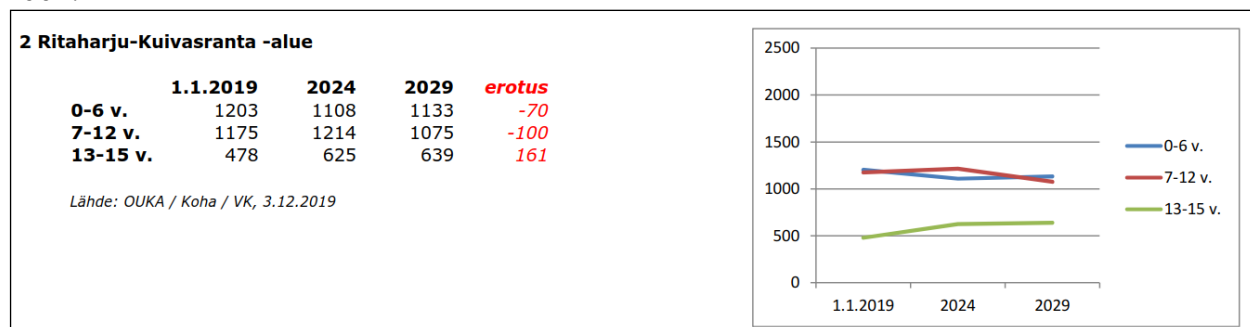 2 Ritaharju-Kuivasranta -alue
1.1.2019 2024 2029 erotus
0-6 v. 1203 1108 1133 -70
7-12 v. 1175 1214 1075 -100
13-15 v. 478 625 639 161
Lähde: OUKA / Koha / VK, 3.12.2019
2500
2000
1500
1000
500
0
1.1.2019 2024 2029
0-6 v.
7-12 v.
13-15 v.